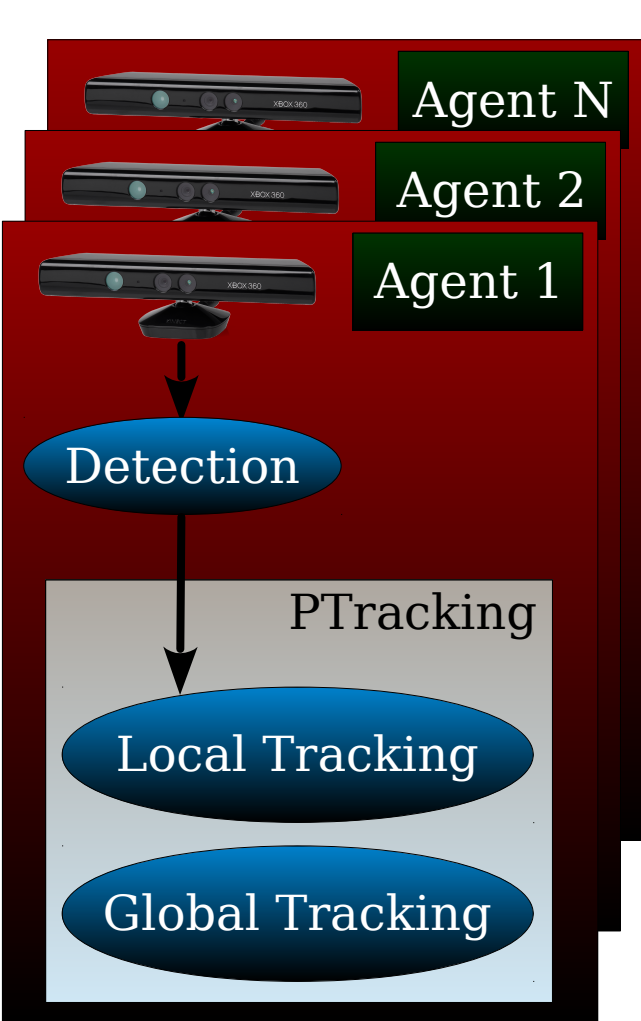 Agent N
XBOX 360
Agent 2
XBOX 360
Agent 1
XBOX 360
Detection
PTracking
Local Tracking
Global Tracking